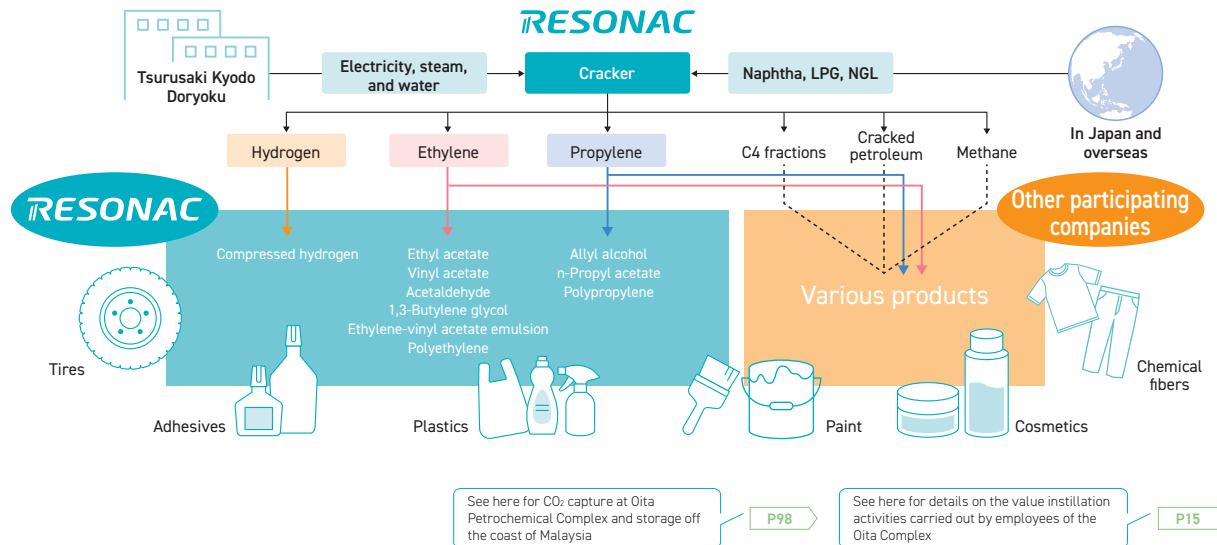 RESONAC
Tsurusaki Kyodo
Doryoku
Electricity, steam,
and water
Cracker
Naphtha, LPG, NGL
In Japan and
overseas
Hydrogen
Ethylene
Propylene
C4 fractions
Cracked
petroleum
Methane
RESONAC
Other participating
companies
Compressed hydrogen
Ethyl acetate
Vinyl acetate
Acetaldehyde
1,3-Butylene glycol
Ethylene-vinyl acetate emulsion
Polyethylene
Allyl alcohol
n-Propyl acetate
Polypropylene
Various products
Tires
Adhesives
Plastics
Paint
Cosmetics
Chemical
fibers
See here for CO₂ capture at Oita
Petrochemical Complex and storage off
the coast of Malaysia
P98
See here for details on the value instillation
activities carried out by employees of the
Oita Complex
P15